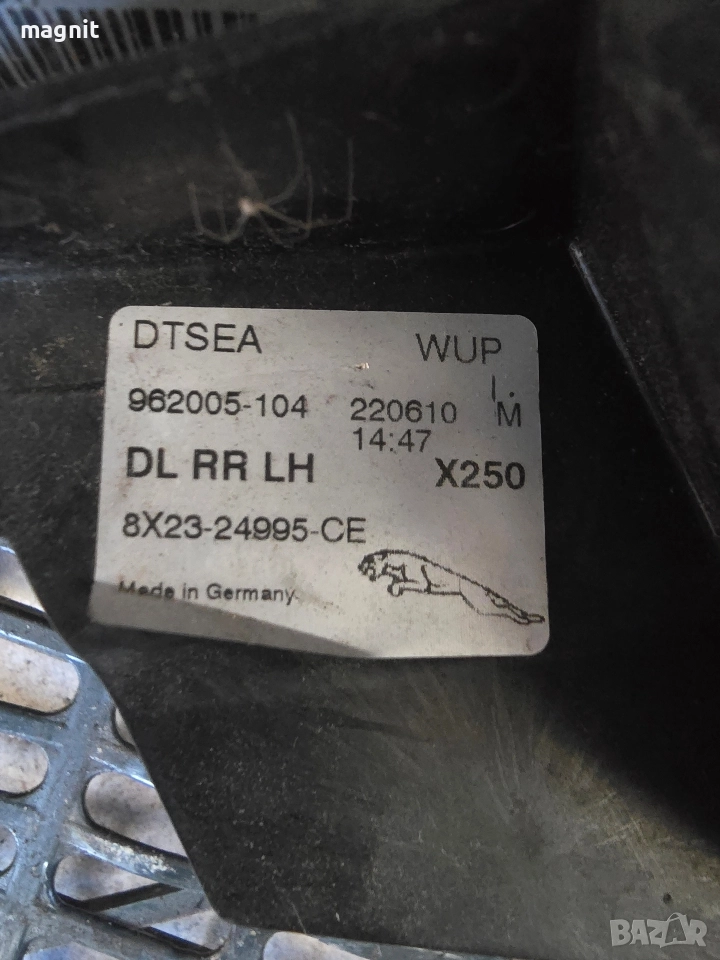 magnit
DTSEA WUP
I.
962005-104 220610 M
14:47
DL RR LH X250
8X23-24995-CE
Made in Germany
BAZAR